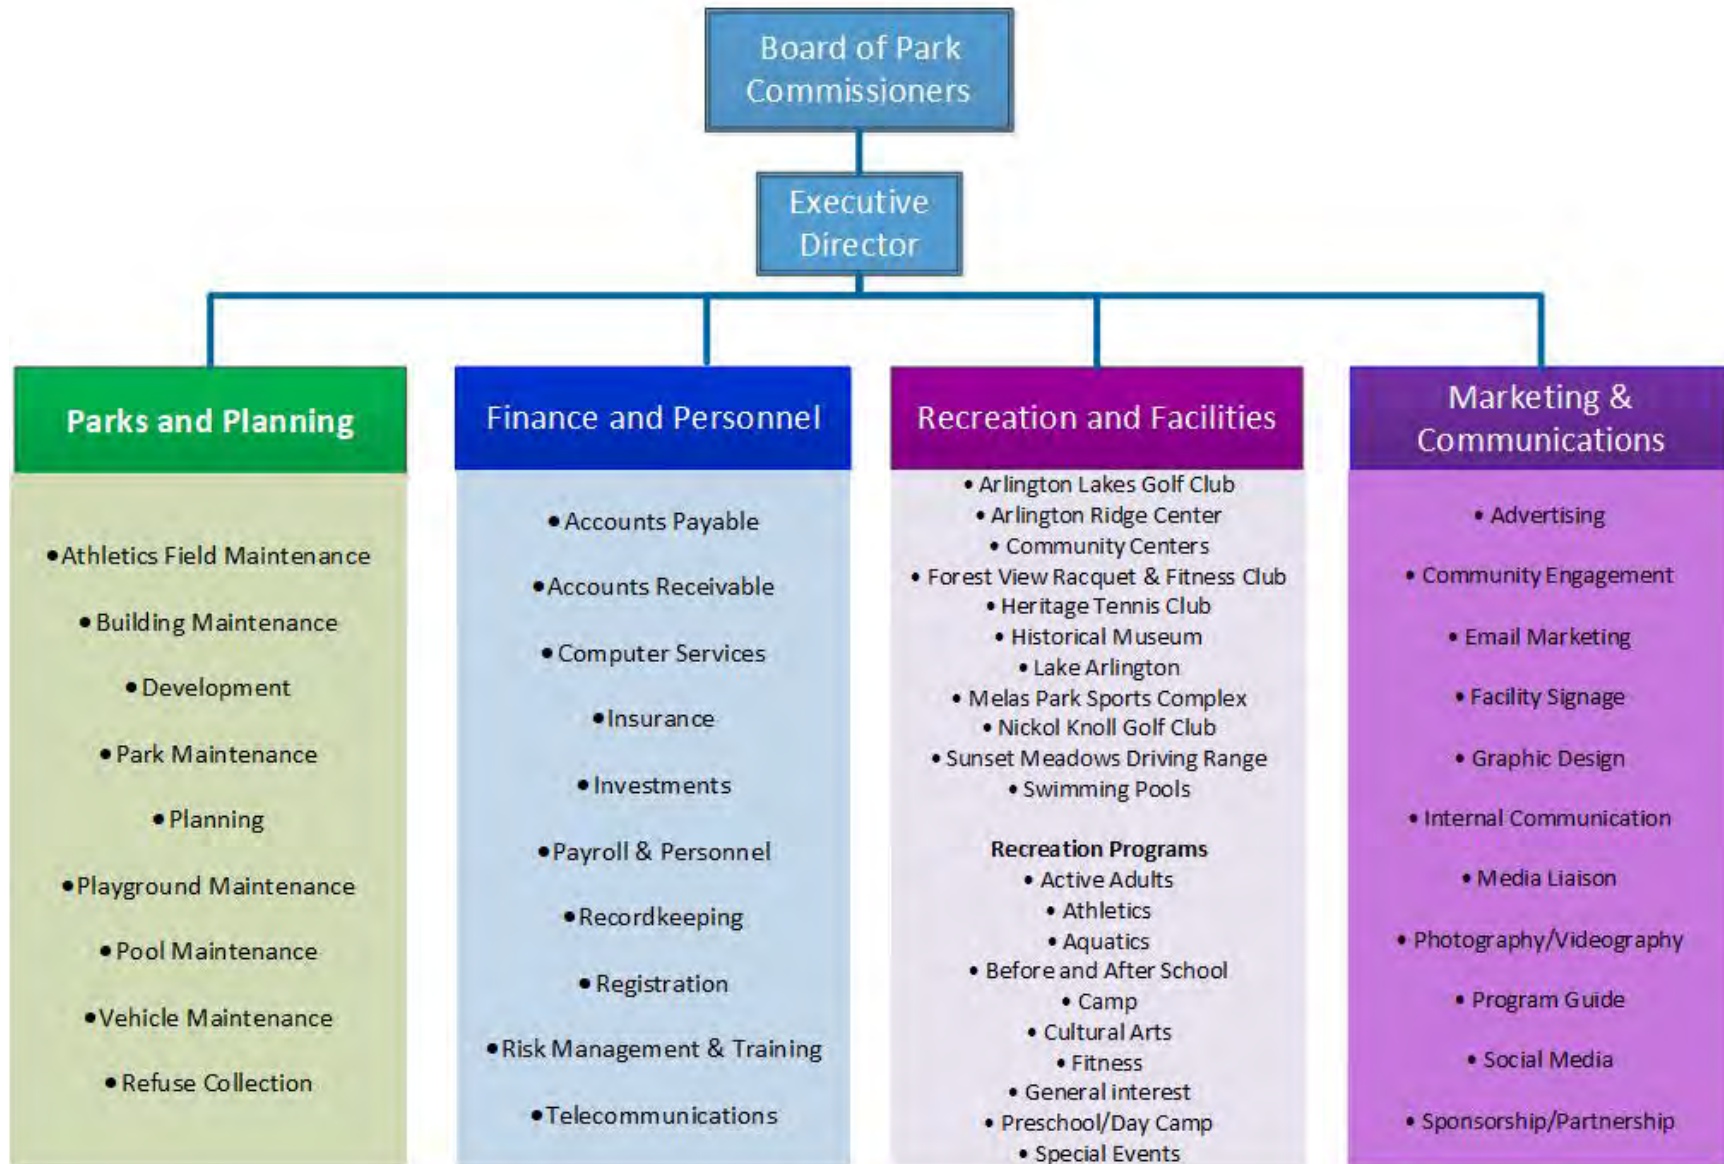 Board of Park
Commissioners
Executive
Director
Parks and Planning
• Athletics Field Maintenance
• Building Maintenance
• Development
• Park Maintenance
• Planning
• Playground Maintenance
• Pool Maintenance
• Vehicle Maintenance
• Refuse Collection
Finance and Personnel
• Accounts Payable
• Accounts Receivable
• Computer Services
• Insurance
• Investments
• Payroll & Personnel
• Recordkeeping
• Registration
• Risk Management & Training
• Telecommunications
Recreation and Facilities
• Arlington Lakes Golf Club
• Arlington Ridge Center
• Community Centers
• Forest View Racquet & Fitness Club
• Heritage Tennis Club
• Historical Museum
• Lake Arlington
• Melas Park Sports Complex
• Nickol Knoll Golf Club
• Sunset Meadows Driving Range
• Swimming Pools
Recreation Programs
• Active Adults
• Athletics
• Aquatics
• Before and After School
• Camp
• Cultural Arts
• Fitness
• General interest
• Preschool/Day Camp
• Special Events
Marketing &
Communications
• Advertising
• Community Engagement
• Email Marketing
• Facility Signage
• Graphic Design
• Internal Communication
• Media Liaison
• Photography/Videography
• Program Guide
• Social Media
• Sponsorship/Partnership